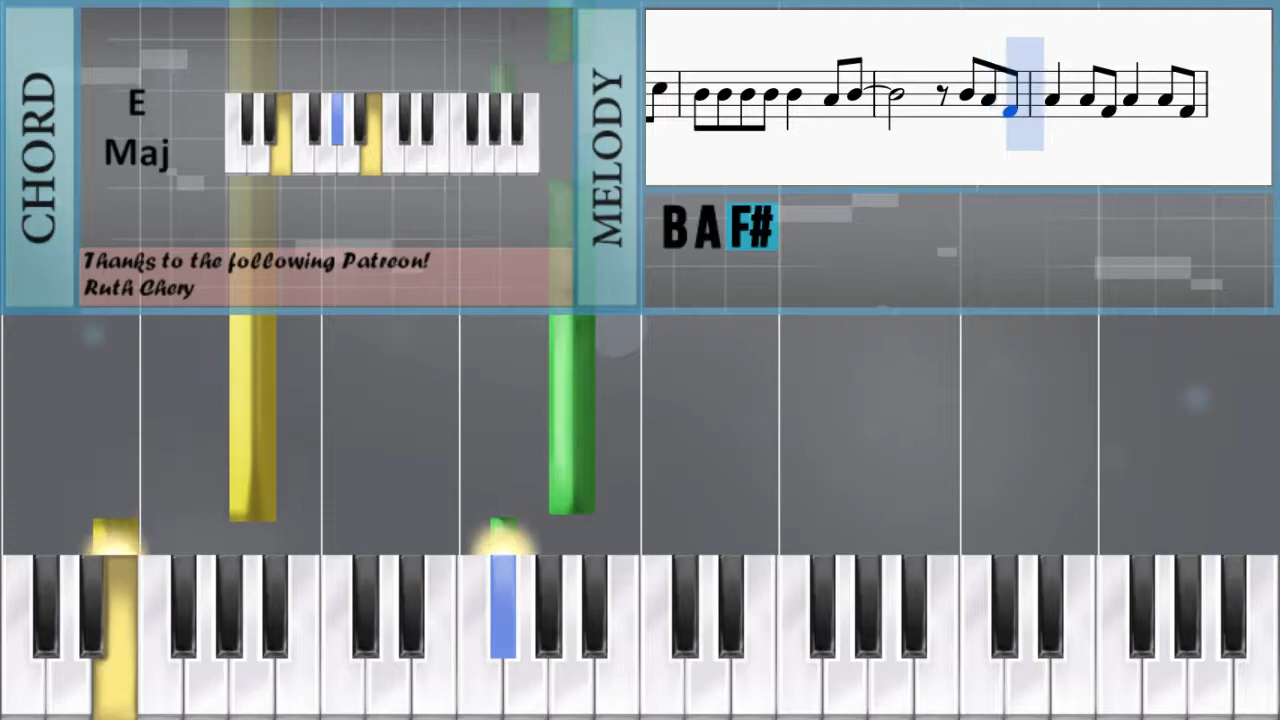 CHORD
E
Maj
Thanks to the following Patreon!
Ruth Chery
MELODY
B A F#